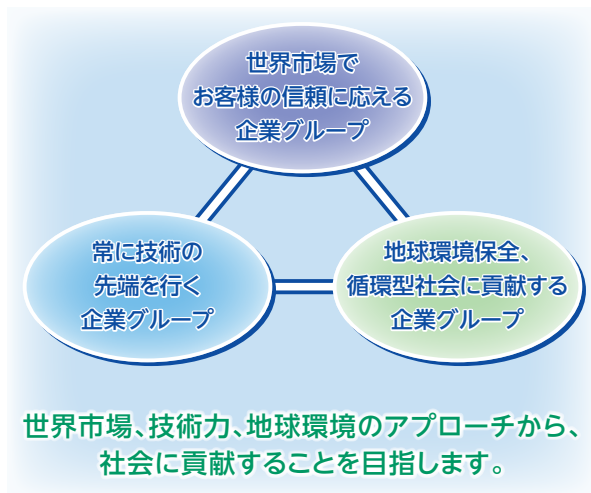 世界市場で
お客様の信頼に応える
企業グループ
常に技術の
先端を行く
企業グループ
地球環境保全、
循環型社会に貢献する
企業グループ
世界市場、技術力、地球環境のアプローチから、
社会に貢献することを目指します。